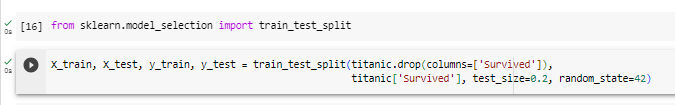 [16] from sklearn.model_selection import train_test_split
0s
X_train, X_test, y_train, y_test = train_test_split(titanic.drop(columns=['Survived']),
0s
titanic['Survived'], test_size=0.2, random_state=42)